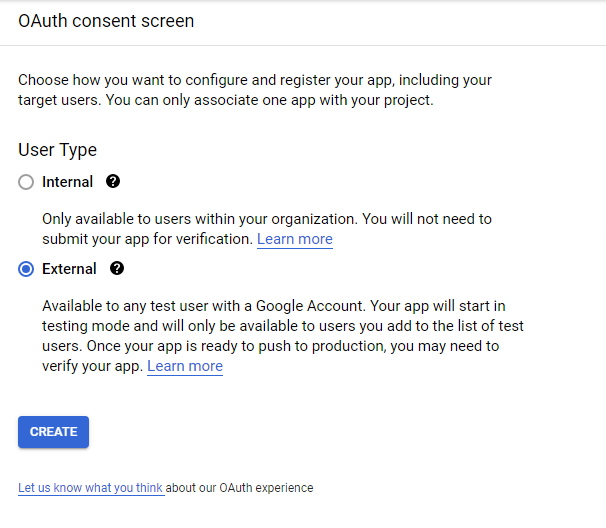 OAuth consent screen
Choose how you want to configure and register your app, including your
target users. You can only associate one app with your project.
User Type
Internal ?
Only available to users within your organization. You will not need to
submit your app for verification. Learn more
External ?
Available to any test user with a Google Account. Your app will start in
testing mode and will only be available to users you add to the list of test
users. Once your app is ready to push to production, you may need to
verify your app. Learn more
CREATE
Let us know what you think about our OAuth experience